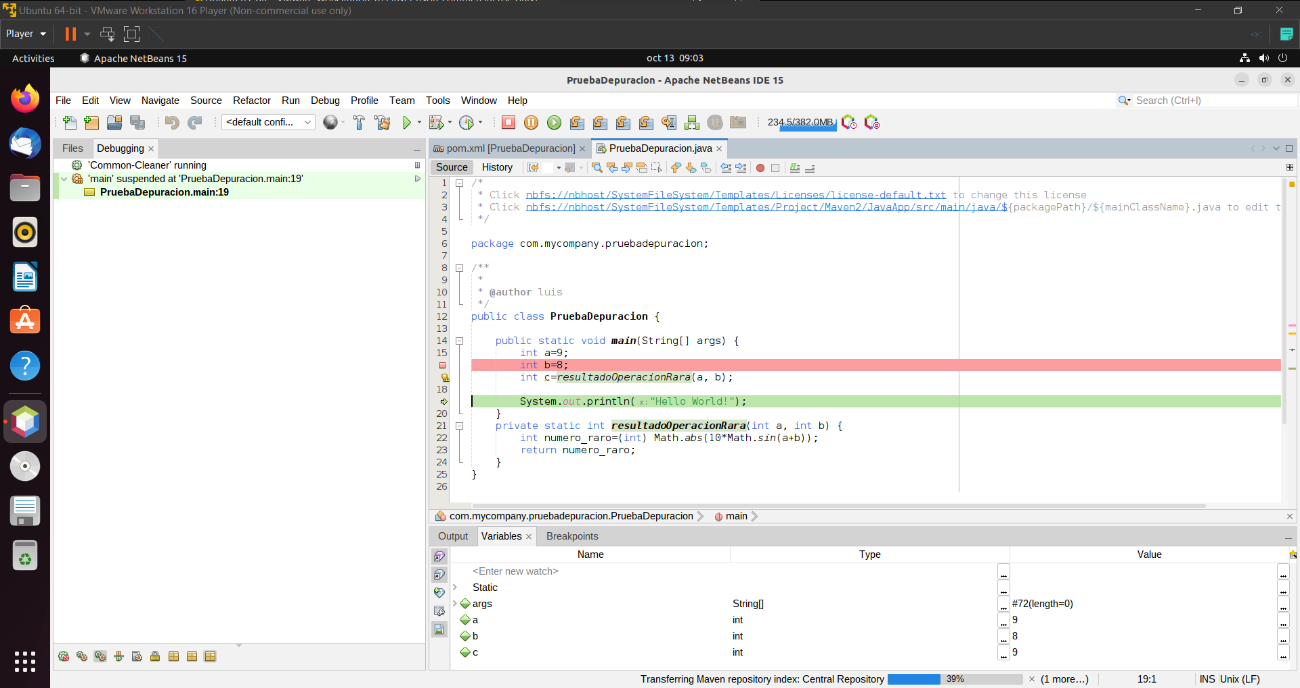 Ubuntu 64-bit - VMware Workstation 16 Player (Non-commercial use only)
Player
Activities
Apache NetBeans 15
oct 13 09:03
PruebaDepuracion - Apache NetBeans IDE 15
File Edit View Navigate Source Refactor Run Debug Profile Team Tools Window Help
Search (Ctrl+I)
<default confi...
234.5/382.0MB
Files Debugging
pom.xml [PruebaDepuracion]
PruebaDepuracion.java
'Common-Cleaner' running
'main' suspended at 'PruebaDepuracion.main:19'
PruebaDepuracion.main:19
Source History
1 /*
2 * Click nbfs://nbhost/SystemFileSystem/Templates/Licenses/license-default.txt to change this license
3 * Click nbfs://nbhost/SystemFileSystem/Templates/Project/Maven2/JavaApp/src/main/java/${packagePath}/${mainClassName}.java to edit t
4 */
5
6 package com.mycompany.pruebadepuracion;
7
8 /**
9 *
10 * @author luis
11 */
12 public class PruebaDepuracion {
13
14 public static void main(String[] args) {
15 int a=9;
int b=8;
int c=resultadoOperacionRara(a, b);
18
System.out.println( x: "Hello World!");
20 }
21 private static int resultadoOperacionRara(int a, int b) {
22 int numero_raro=(int) Math.abs(10*Math.sin(a+b));
23 return numero_raro;
24 }
25 }
26
com.mycompany.pruebadepuracion.PruebaDepuracion
main
Output Variables Breakpoints
Name Type Value
<Enter new watch>
Static
args String[] #72(length=0)
a int 9
b int 8
c int 9
Transferring Maven repository index: Central Repository 39% (1 more...) 19:1 INS Unix (LF)